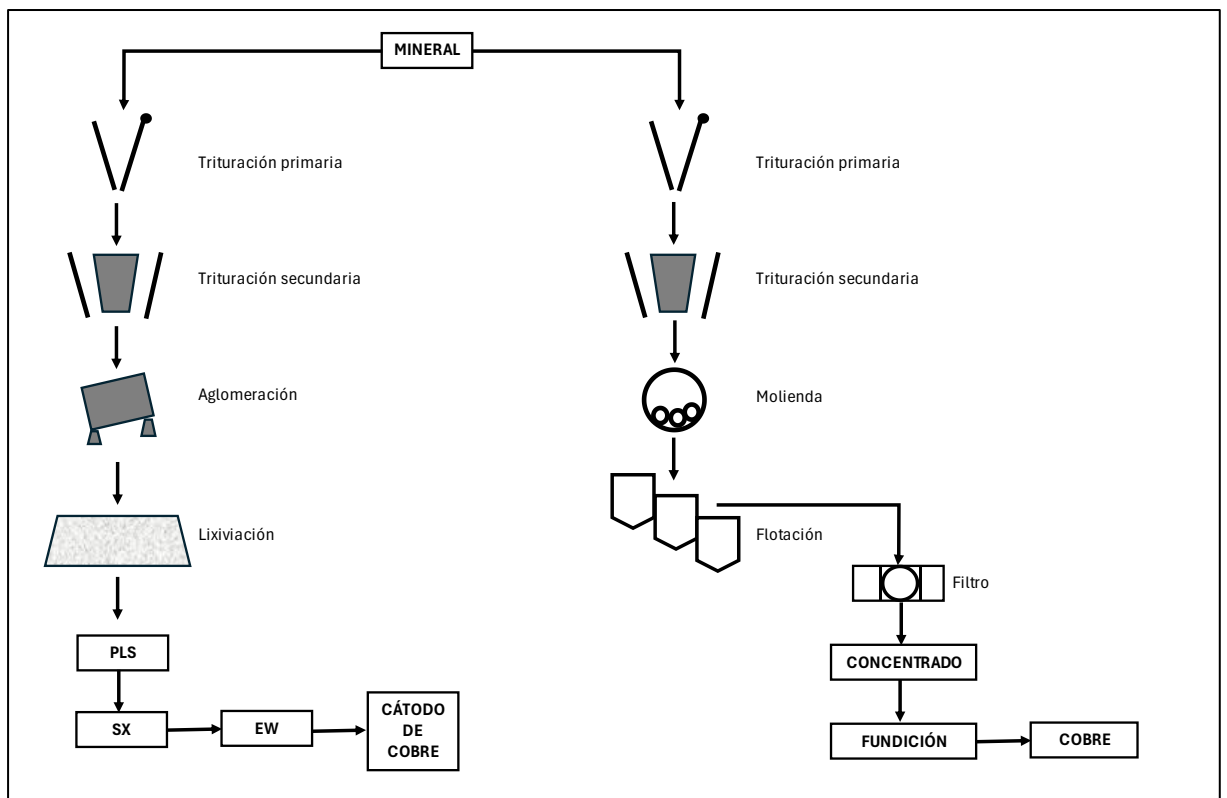 MINERAL
Trituración primaria
Trituración primaria
Trituración secundaria
Trituración secundaria
Aglomeración
Molienda
Lixiviación
Flotación
Filtro
PLS
CONCENTRADO
SX
EW
CÁTODO
DE
COBRE
FUNDICIÓN
COBRE